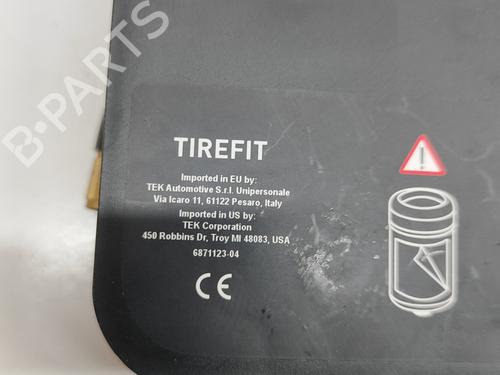 B-PARTS
TIREFIT
Imported in EU by:
TEK Automotive S.r.l. Unipersonale
Via Icaro 11, 61122 Pesaro, Italy
Imported in US by:
TEK Corporation
450 Robbins Dr, Troy MI 48083, USA
6871123-04
CE